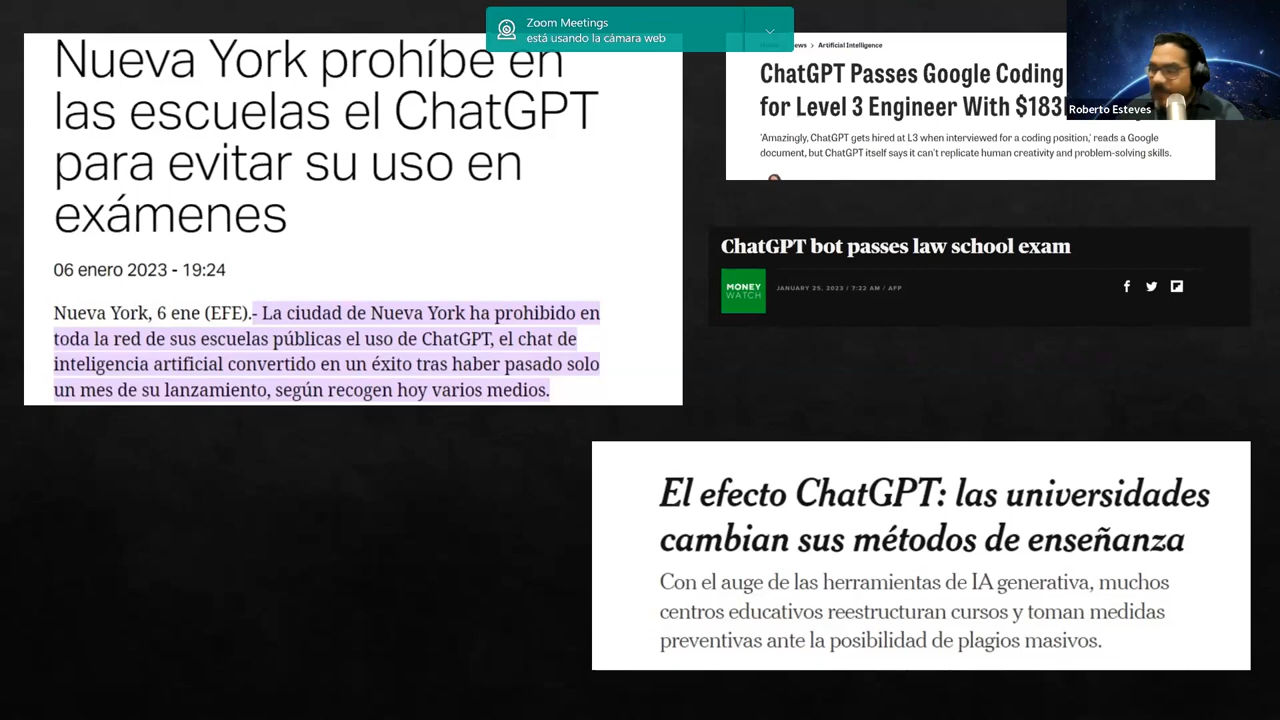 Zoom Meetings
está usando la cámara web
Nueva York prohíbe en
las escuelas el ChatGPT
para evitar su uso en
exámenes
06 enero 2023 - 19:24
Nueva York, 6 ene (EFE).- La ciudad de Nueva York ha prohibido en
toda la red de sus escuelas públicas el uso de ChatGPT, el chat de
inteligencia artificial convertido en un éxito tras haber pasado solo
un mes de su lanzamiento, según recogen hoy varios medios.
Artificial Intelligence
ChatGPT Passes Google Coding
for Level 3 Engineer With
'Amazingly, ChatGPT gets hired at L3 when interviewed for a coding position,' reads a Google
document, but ChatGPT itself says it can't replicate human creativity and problem-solving skills.
Roberto Esteves
ChatGPT bot passes law school exam
MONEY
WATCH
JANUARY 25, 2023 / 7:22 AM / AFP
El efecto ChatGPT: las universidades
cambian sus métodos de enseñanza
Con el auge de las herramientas de IA generativa, muchos
centros educativos reestructuran cursos y toman medidas
preventivas ante la posibilidad de plagios masivos.